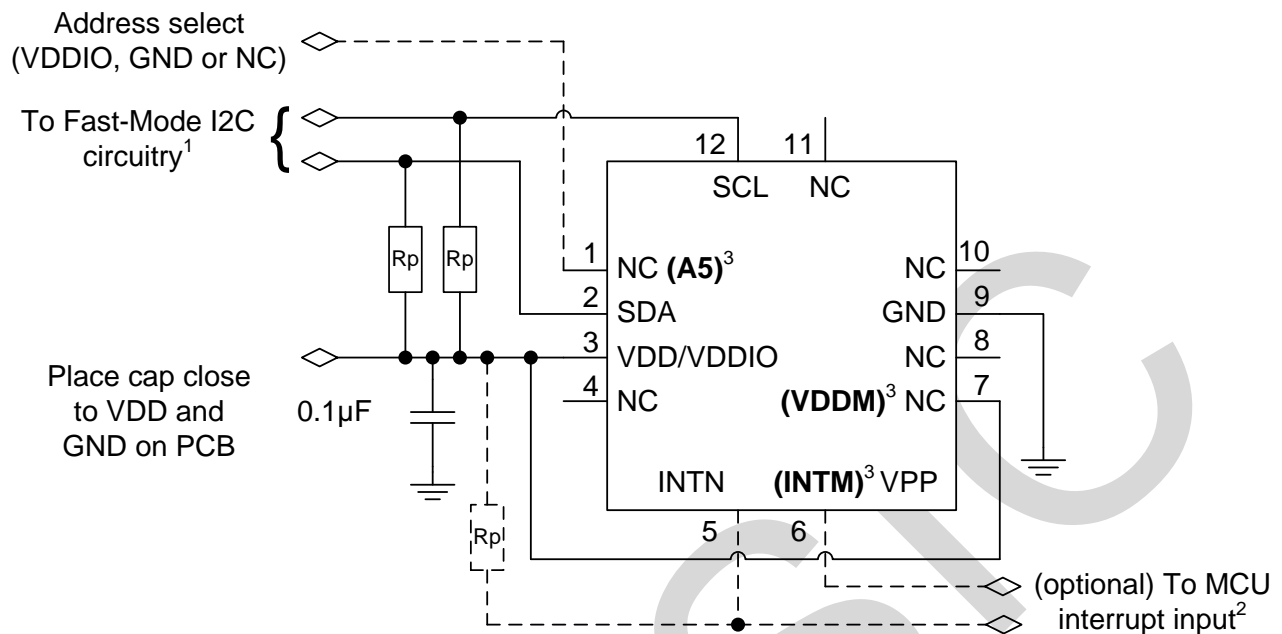 Address select
(VDDIO, GND or NC)
To Fast-Mode I2C
circuitry1
{
12
11
SCL
NC
Rp
Rp
1
NC (A5)3
2
SDA
3
VDD/VDDIO
4
NC
10
NC
9
GND
8
NC
7
(VDDM)3 NC
Place cap close
to VDD and
GND on PCB
0.1µF
INTN
(INTM)3 VPP
5
6
Rp
(optional) To MCU
interrupt input2